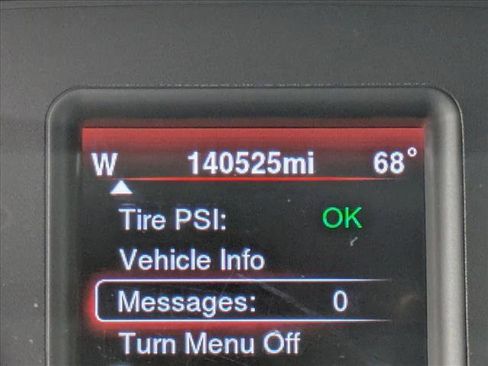 W 140525mi 68°
Tire PSI: OK
Vehicle Info
Messages: 0
Turn Menu Off